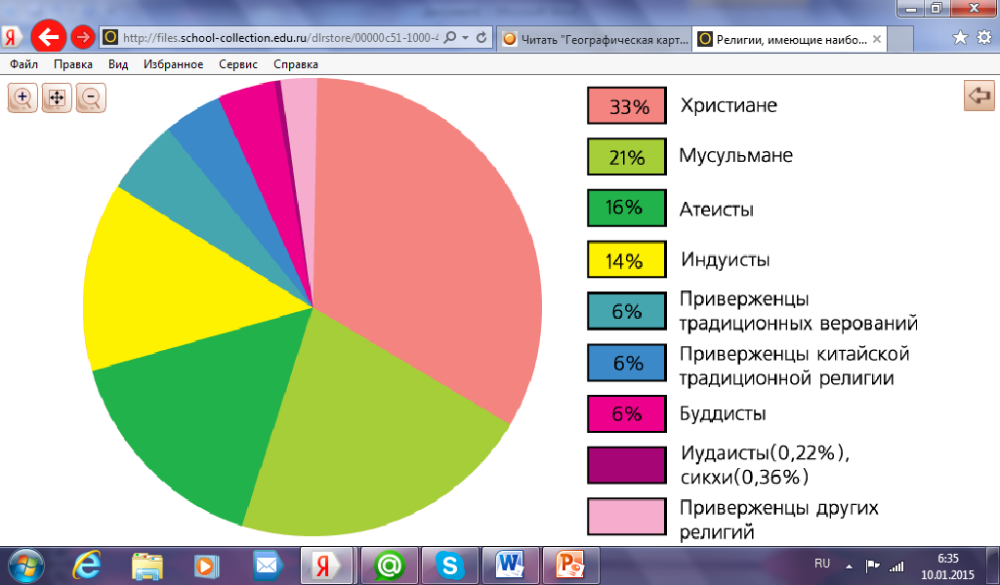 http://files.school-collection.edu.ru/dlrstore/00000c51-1000-4
Читать "Географическая карт...
Религии, имеющие наибо...
Файл Правка Вид Избранное Сервис Справка
33% Христиане
21% Мусульмане
16% Атеисты
14% Индуисты
6% Приверженцы
традиционных верований
6% Приверженцы китайской
традиционной религии
6% Буддисты
Иудаисты(0,22%),
сикхи(0,36%)
Приверженцы других
религий
RU
6:35
10.01.2015